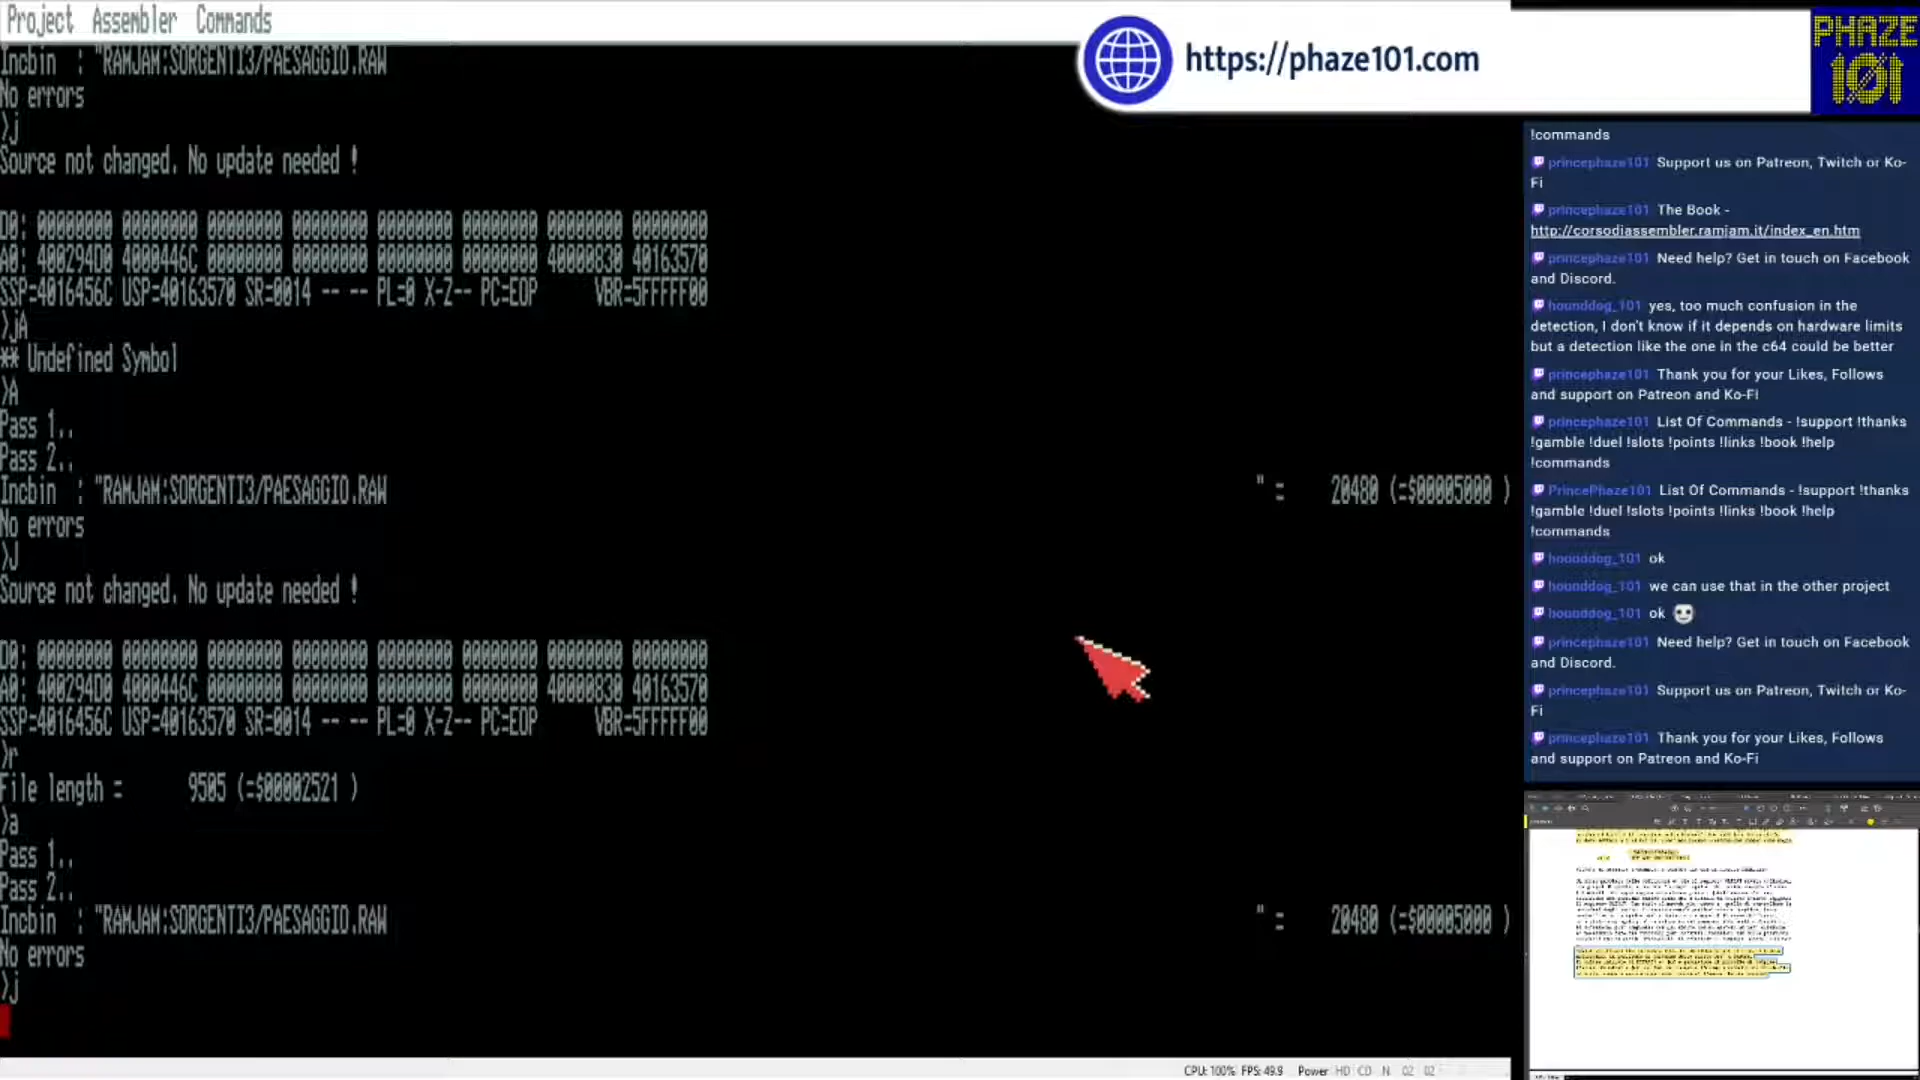 Project Assembler Commands
Incbin : "RAMJAM:SORGENTI3/PAESAGGIO.RAW
No errors
>j
Source not changed. No update needed !
D0: 00000000 00000000 00000000 00000000 00000000 00000000 00000000 00000000
A0: 400294D0 4000446C 00000000 00000000 00000000 00000000 40000830 40163570
SSP=4016456C USP=40163570 SR=0014 -- -- PL=0 X-Z-- PC=EOP VBR=5FFFFF00
>jA
** Undefined Symbol
>A
Pass 1..
Pass 2..
Incbin : "RAMJAM:SORGENTI3/PAESAGGIO.RAW " = 20480 (=$00005000 )
No errors
>J
Source not changed. No update needed !
D0: 00000000 00000000 00000000 00000000 00000000 00000000 00000000 00000000
A0: 400294D0 4000446C 00000000 00000000 00000000 00000000 40000830 40163570
SSP=4016456C USP=40163570 SR=0014 -- -- PL=0 X-Z-- PC=EOP VBR=5FFFFF00
>r
File length = 9505 (=$00002521 )
>a
Pass 1..
Pass 2..
Incbin : "RAMJAM:SORGENTI3/PAESAGGIO.RAW " = 20480 (=$00005000 )
No errors
>j
CPU: 100% FPS: 49.9 Power HD CD N 02 02
https://phaze101.com
PHAZE
101
!commands
princephaze101 Support us on Patreon, Twitch or Ko-
Fi
princephaze101 The Book -
http://corsodiassembler.ramjam.it/index_en.htm
princephaze101 Need help? Get in touch on Facebook
and Discord.
hounddog_101 yes, too much confusion in the
detection, I don't know if it depends on hardware limits
but a detection like the one in the c64 could be better
princephaze101 Thank you for your Likes, Follows
and support on Patreon and Ko-Fi
princephaze101 List Of Commands - !support !thanks
!gamble !duel !slots !points !links !book !help
!commands
PrincePhaze101 List Of Commands - !support !thanks
!gamble !duel !slots !points !links !book !help
!commands
hounddog_101 ok
hounddog_101 we can use that in the other project
hounddog_101 ok
princephaze101 Need help? Get in touch on Facebook
and Discord.
princephaze101 Support us on Patreon, Twitch or Ko-
Fi
princephaze101 Thank you for your Likes, Follows
and support on Patreon and Ko-Fi